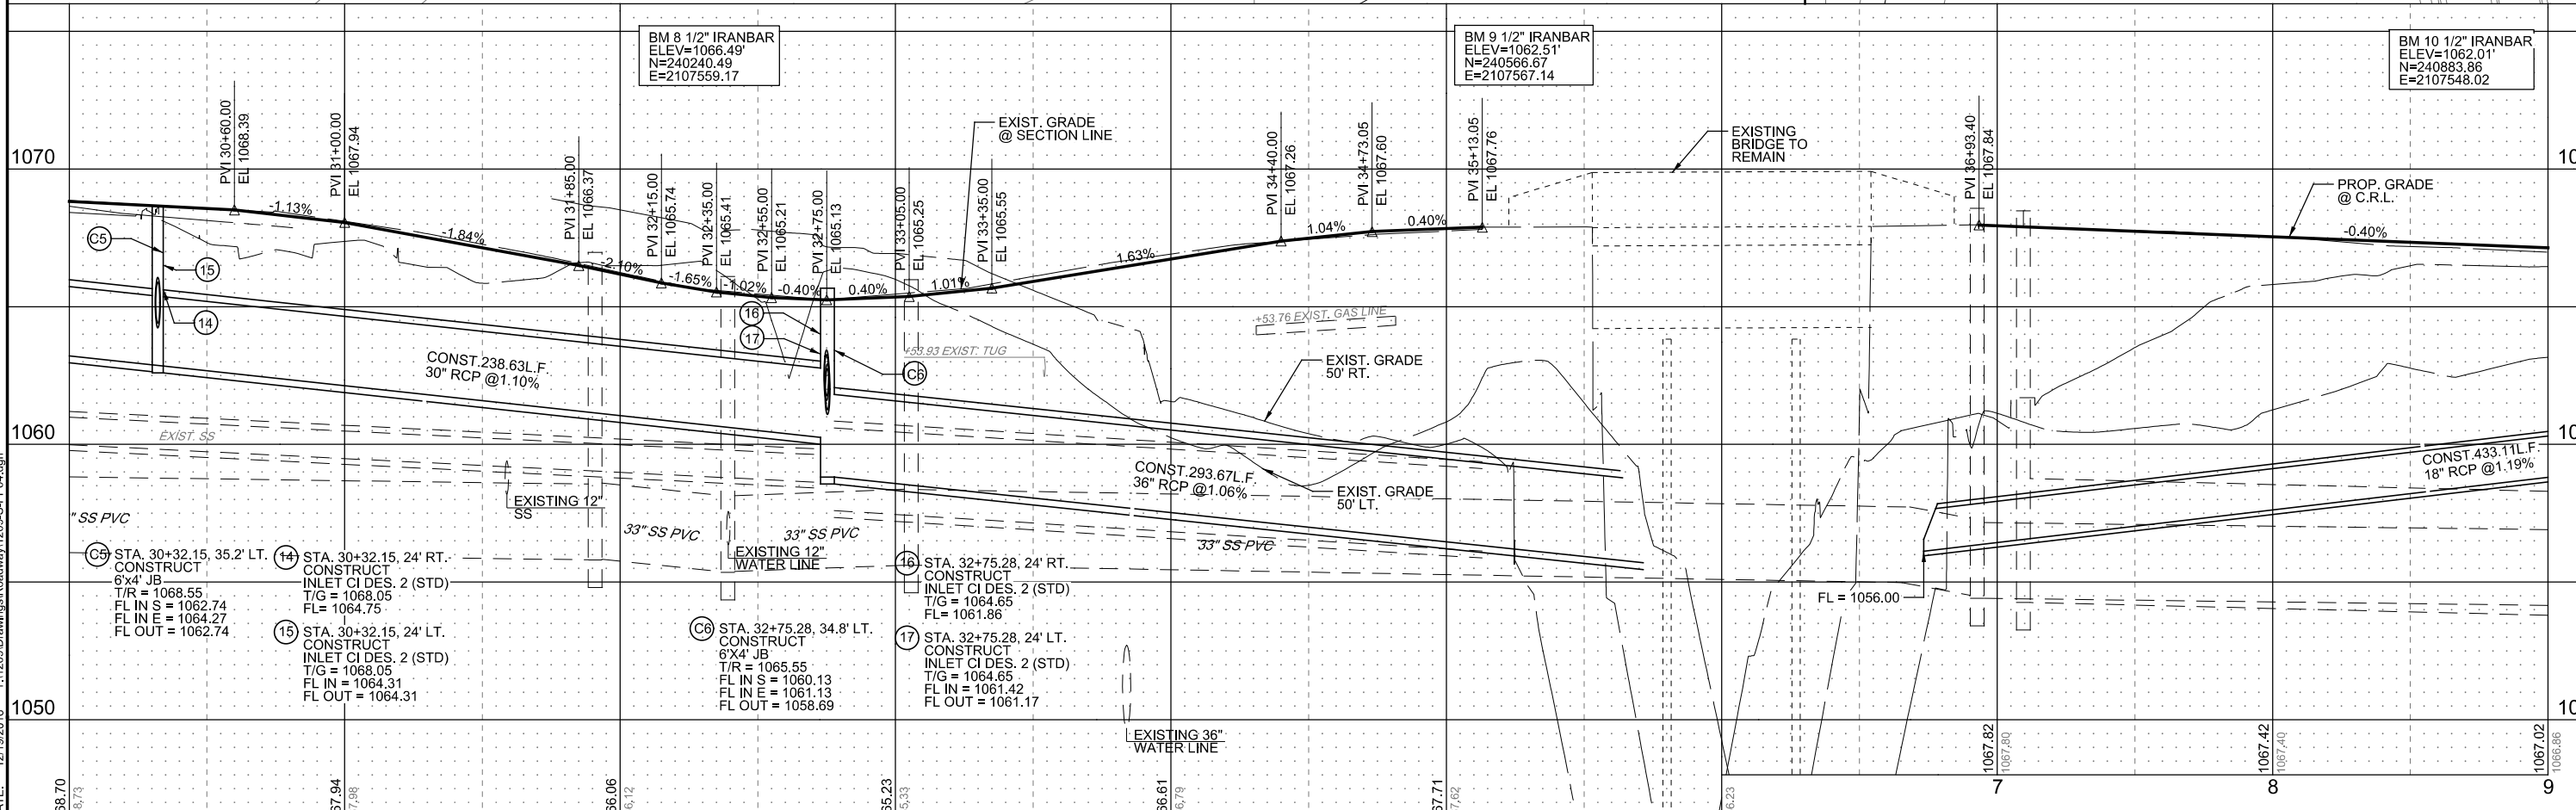 BM 8 1/2" IRANBAR
ELEV=1066.49'
N=240240.49
E=2107559.17
BM 9 1/2" IRANBAR
ELEV=1062.51'
N=240566.67
E=2107567.14
BM 10 1/2" IRANBAR
ELEV=1062.01'
N=240883.86
E=2107548.02
PVI 30+60.00
EL 1068.39
PVI 31+00.00
EL 1067.94
PVI 31+85.00
EL 1066.37
PVI 32+15.00
EL 1065.74
PVI 32+35.00
EL 1065.41
PVI 32+55.00
EL 1065.21
PVI 32+75.00
EL 1065.13
PVI 33+05.00
EL 1065.25
PVI 33+35.00
EL 1065.55
PVI 34+40.00
EL 1067.26
PVI 34+73.05
EL 1067.60
PVI 35+13.05
EL 1067.76
PVI 36+93.40
EL 1067.84
EXIST. GRADE
@ SECTION LINE
EXISTING
BRIDGE TO
REMAIN
PROP. GRADE
@ C.R.L.
1070
-1.13%
-1.84%
-2.10%
-1.65%
-1.02%
-0.40%
0.40%
1.01%
1.63%
1.04%
0.40%
-0.40%
C5
15
14
16
17
C6
+53.76 EXIST. GAS LINE
+53.93 EXIST. TUG
CONST.238.63L.F.
30" RCP @1.10%
EXIST. GRADE
50' RT.
1060
EXIST. SS
CONST.293.67L.F.
36" RCP @1.06%
EXIST. GRADE
50' LT.
CONST.433.11L.F.
18" RCP @1.19%
EXISTING 12"
SS
" SS PVC
33" SS PVC
33" SS PVC
33" SS PVC
EXISTING 12"
WATER LINE
C5 STA. 30+32.15, 35.2' LT.
CONSTRUCT
6'x4' JB
T/R = 1068.55
FL IN S = 1062.74
FL IN E = 1064.27
FL OUT = 1062.74
14 STA. 30+32.15, 24' RT.
CONSTRUCT
INLET CI DES. 2 (STD)
T/G = 1068.05
FL= 1064.75
15 STA. 30+32.15, 24' LT.
CONSTRUCT
INLET CI DES. 2 (STD)
T/G = 1068.05
FL IN = 1064.31
FL OUT = 1064.31
C6 STA. 32+75.28, 34.8' LT.
CONSTRUCT
6'X4' JB
T/R = 1065.55
FL IN S = 1060.13
FL IN E = 1061.13
FL OUT = 1058.69
16 STA. 32+75.28, 24' RT.
CONSTRUCT
INLET CI DES. 2 (STD)
T/G = 1064.65
FL= 1061.86
17 STA. 32+75.28, 24' LT.
CONSTRUCT
INLET CI DES. 2 (STD)
T/G = 1064.65
FL IN = 1061.42
FL OUT = 1061.17
FL = 1056.00
1050
EXISTING 36"
WATER LINE
68.70
67.94
66.06
65.23
66.61
67.71
1067.82
1067.80
1067.42
1067.40
1067.02
1066.86
7
8
9